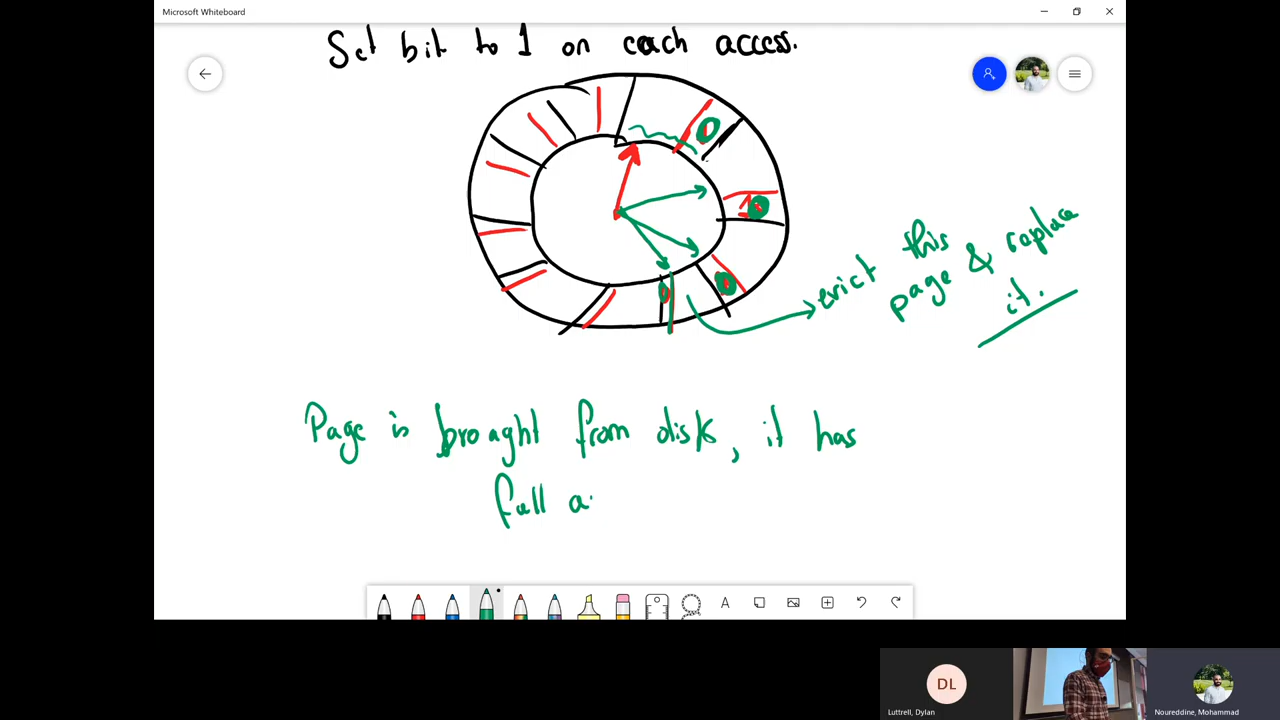 Microsoft Whiteboard
Set bit to 1 on each access.
0
0
evict this
page & replace
it.
Page is brought from disk, it has
full a
A
DL
Luttrell, Dylan
Noureddine, Mohammad